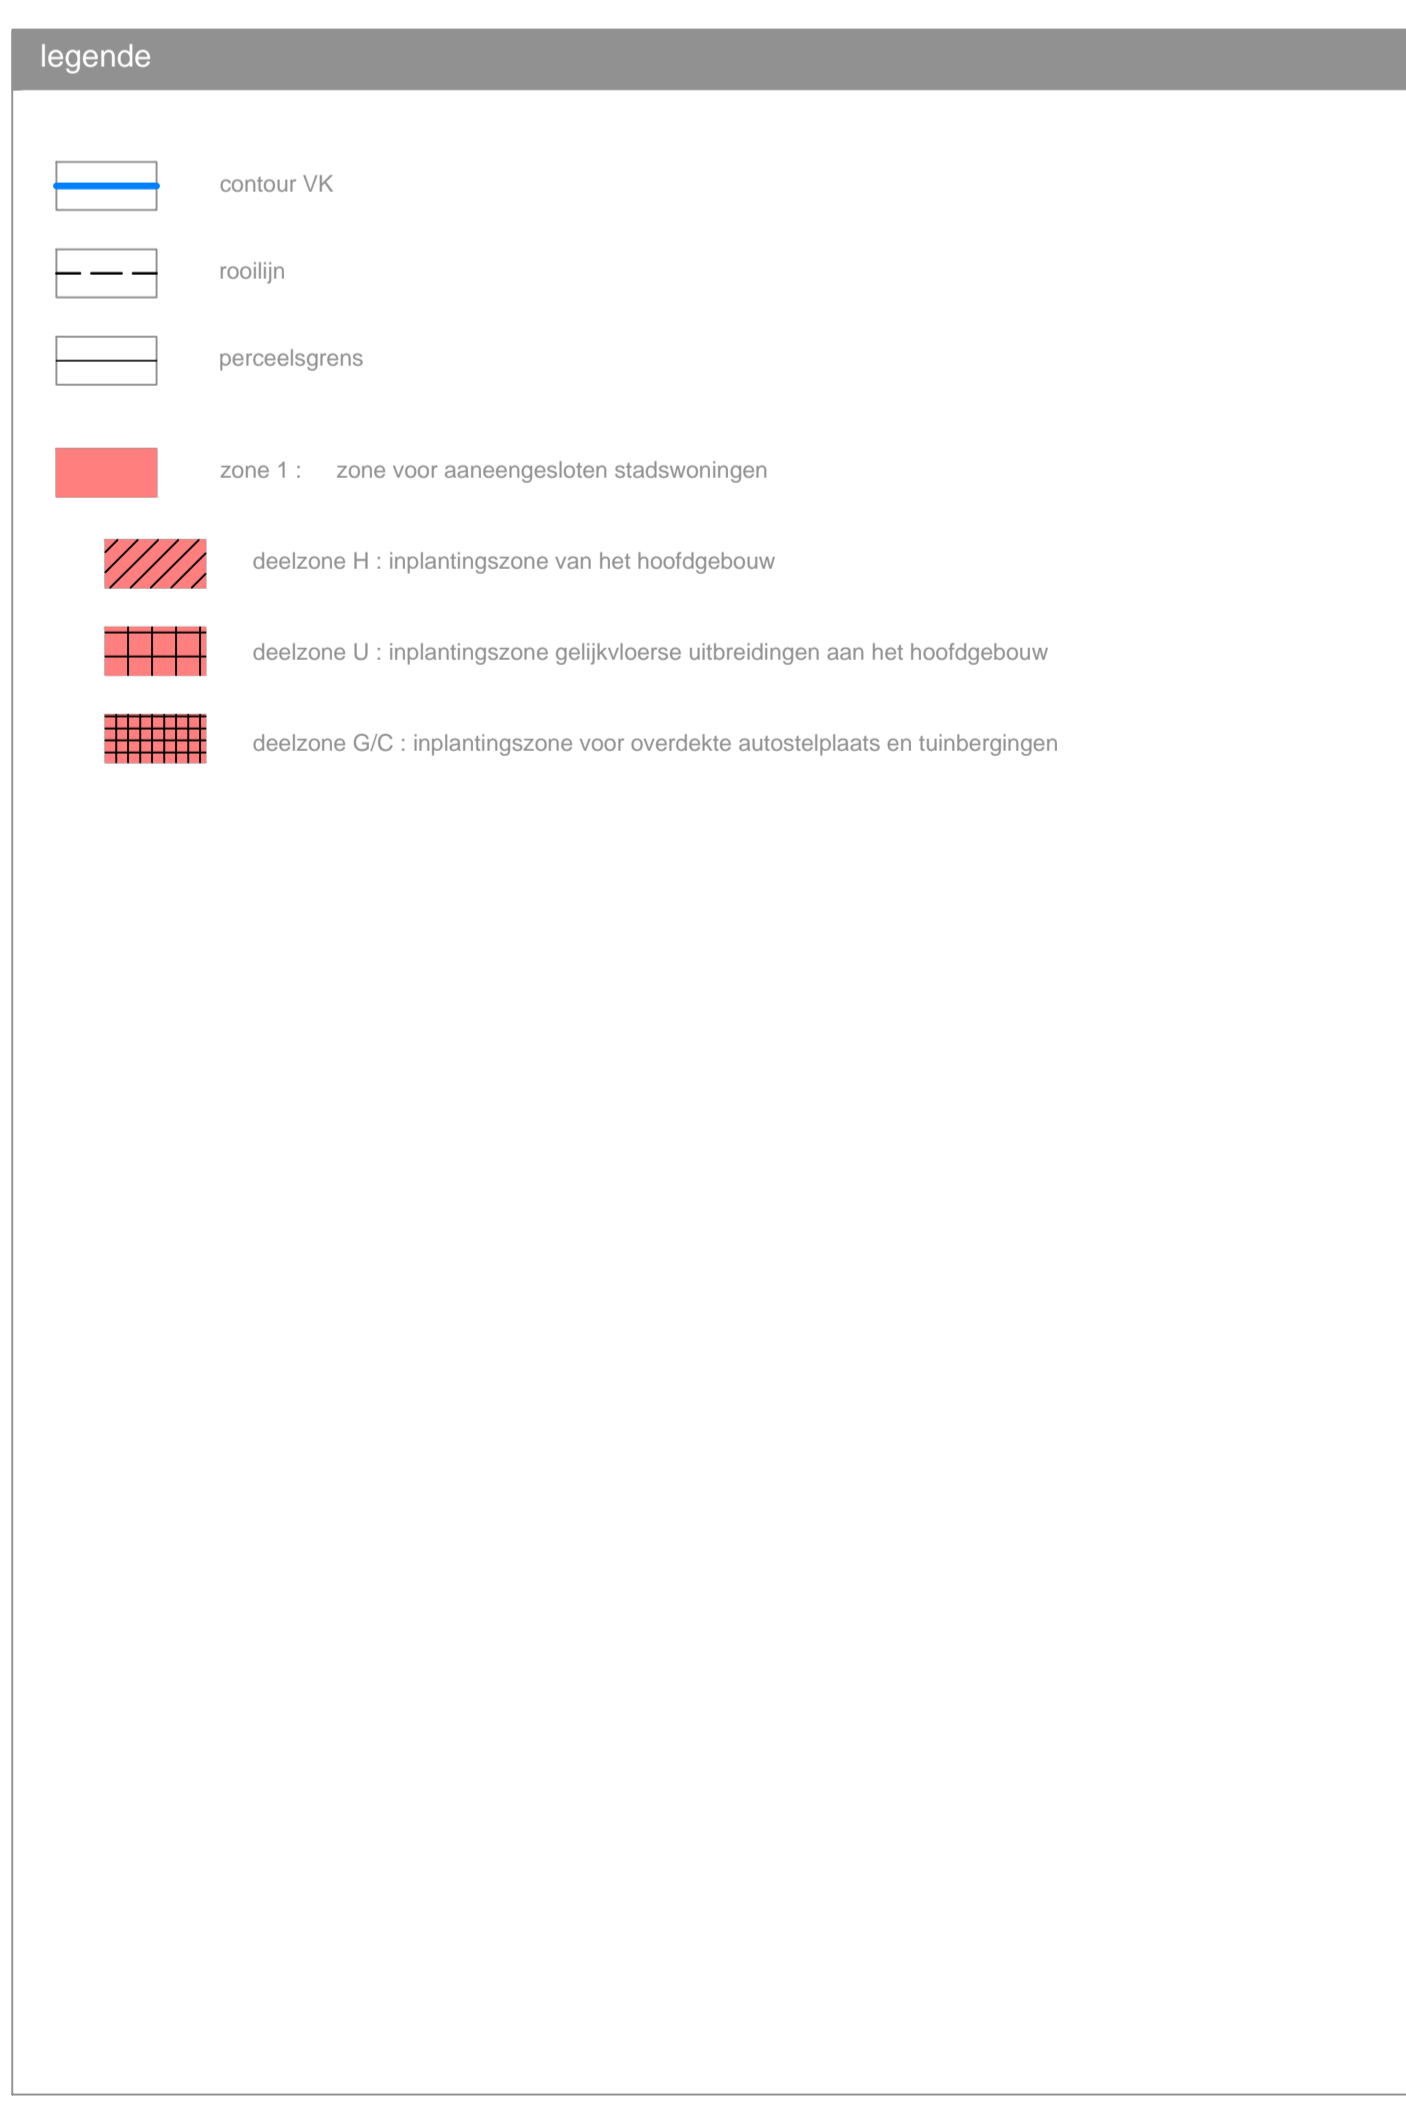 legende
contour VK
rooilijn
perceelsgrens
zone 1 : zone voor aaneengesloten stadswoningen
deelzone H : inplantingszone van het hoofdgebouw
deelzone U : inplantingszone gelijkvloerse uitbreidingen aan het hoofdgebouw
deelzone G/C : inplantingszone voor overdekte autostelplaats en tuinbergingen